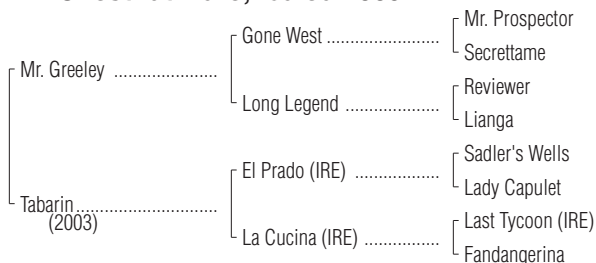 Mr. Prospector
Gone West ........................
Secrettame
Mr. Greeley ......................
Reviewer
Long Legend ....................
Lianga
Sadler's Wells
El Prado (IRE) ..................
Lady Capulet
Tabarin..............................
(2003)
Last Tycoon (IRE)
La Cucina (IRE) ................
Fandangerina